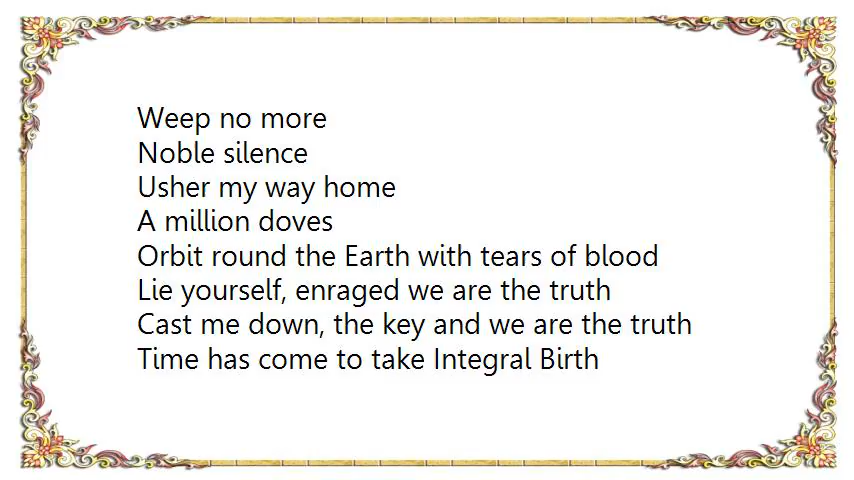 Weep no more
Noble silence
Usher my way home
A million doves
Orbit round the Earth with tears of blood
Lie yourself, enraged we are the truth
Cast me down, the key and we are the truth
Time has come to take Integral Birth